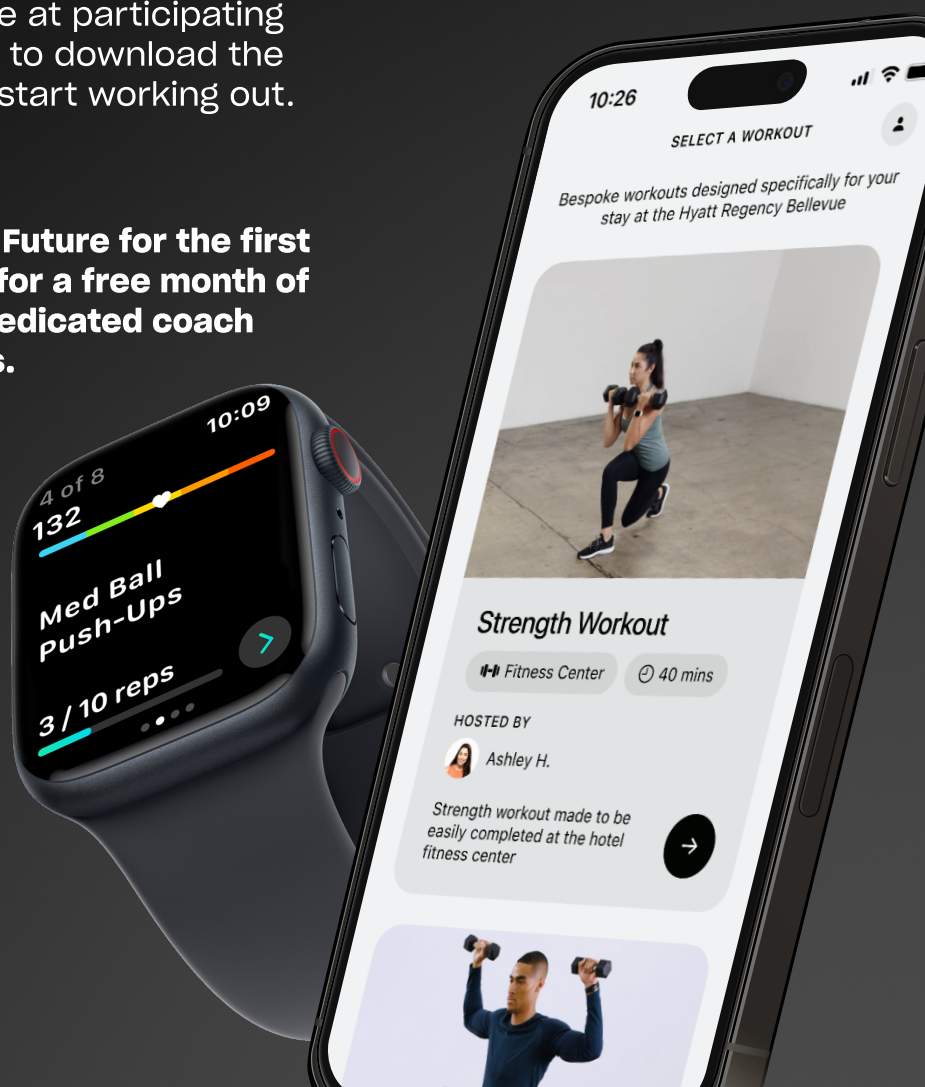 e at participating
to download the
start working out.
Future for the first
for a free month of
edicated coach
s.
10:09
4 of 8
132
Med Ball
Push-Ups
3 / 10 reps
10:26
SELECT A WORKOUT
Bespoke workouts designed specifically for your
stay at the Hyatt Regency Bellevue
Strength Workout
Fitness Center
40 mins
HOSTED BY
Ashley H.
Strength workout made to be
easily completed at the hotel
fitness center